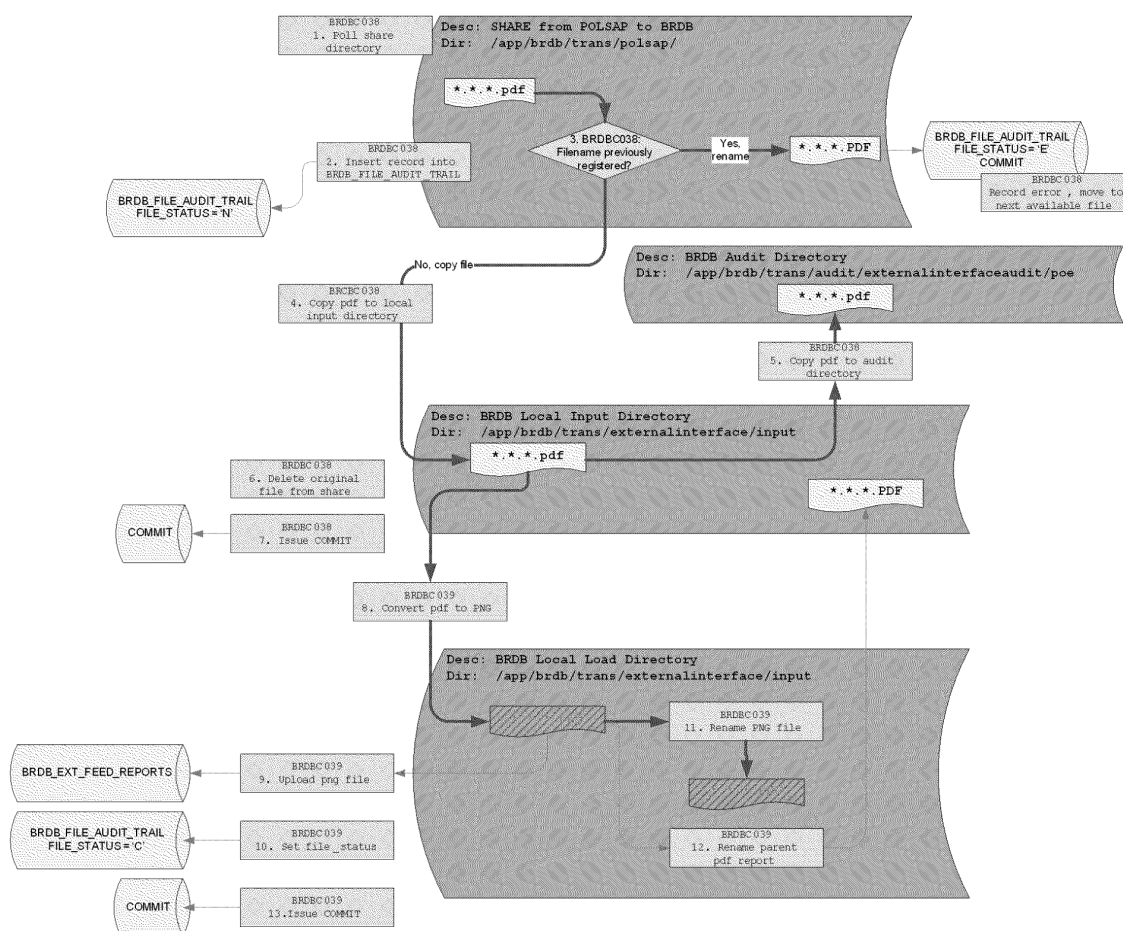 BRDBC038
1. Poll share
directory
Desc: SHARE from POLSAP to BRDB
Dir: /app/brdb/trans/polsap/
*.*.*.pdf
3. BRDBC038:
Filename previously
registered?
Yes,
rename
*.*.*.PDF
BRDB_FILE_AUDIT_TRAIL
FILE_STATUS = 'E'
COMMIT
BRDBC038
Record error , move to
next available file
BRDBC038
2. Insert record into
BRDB_FILE_AUDIT_TRAIL
BRDB_FILE_AUDIT_TRAIL
FILE_STATUS = 'N'
No, copy file
Desc: BRDB Audit Directory
Dir: /app/brdb/trans/audit/externalinterfaceaudit/poe
*.*.*.pdf
BRCBC038
4. Copy pdf to local
input directory
BRDBC038
5. Copy pdf to audit
directory
Desc: BRDB Local Input Directory
Dir: /app/brdb/trans/externalinterface/input
*.*.*.pdf
*.*.*.PDF
BRDBC038
6. Delete original
file from share
COMMIT
BRDBC038
7. Issue COMMIT
BRDBC039
8. Convert pdf to PNG
Desc: BRDB Local Load Directory
Dir: /app/brdb/trans/externalinterface/input
BRDBC039
11. Rename PNG file
BRDB_EXT_FEED_REPORTS
BRDBC039
9. Upload png file
BRDB_FILE_AUDIT_TRAIL
FILE_STATUS = 'C'
BRDBC039
10. Set file_status
BRDBC039
12. Rename parent
pdf report
COMMIT
BRDBC039
13.Issue COMMIT